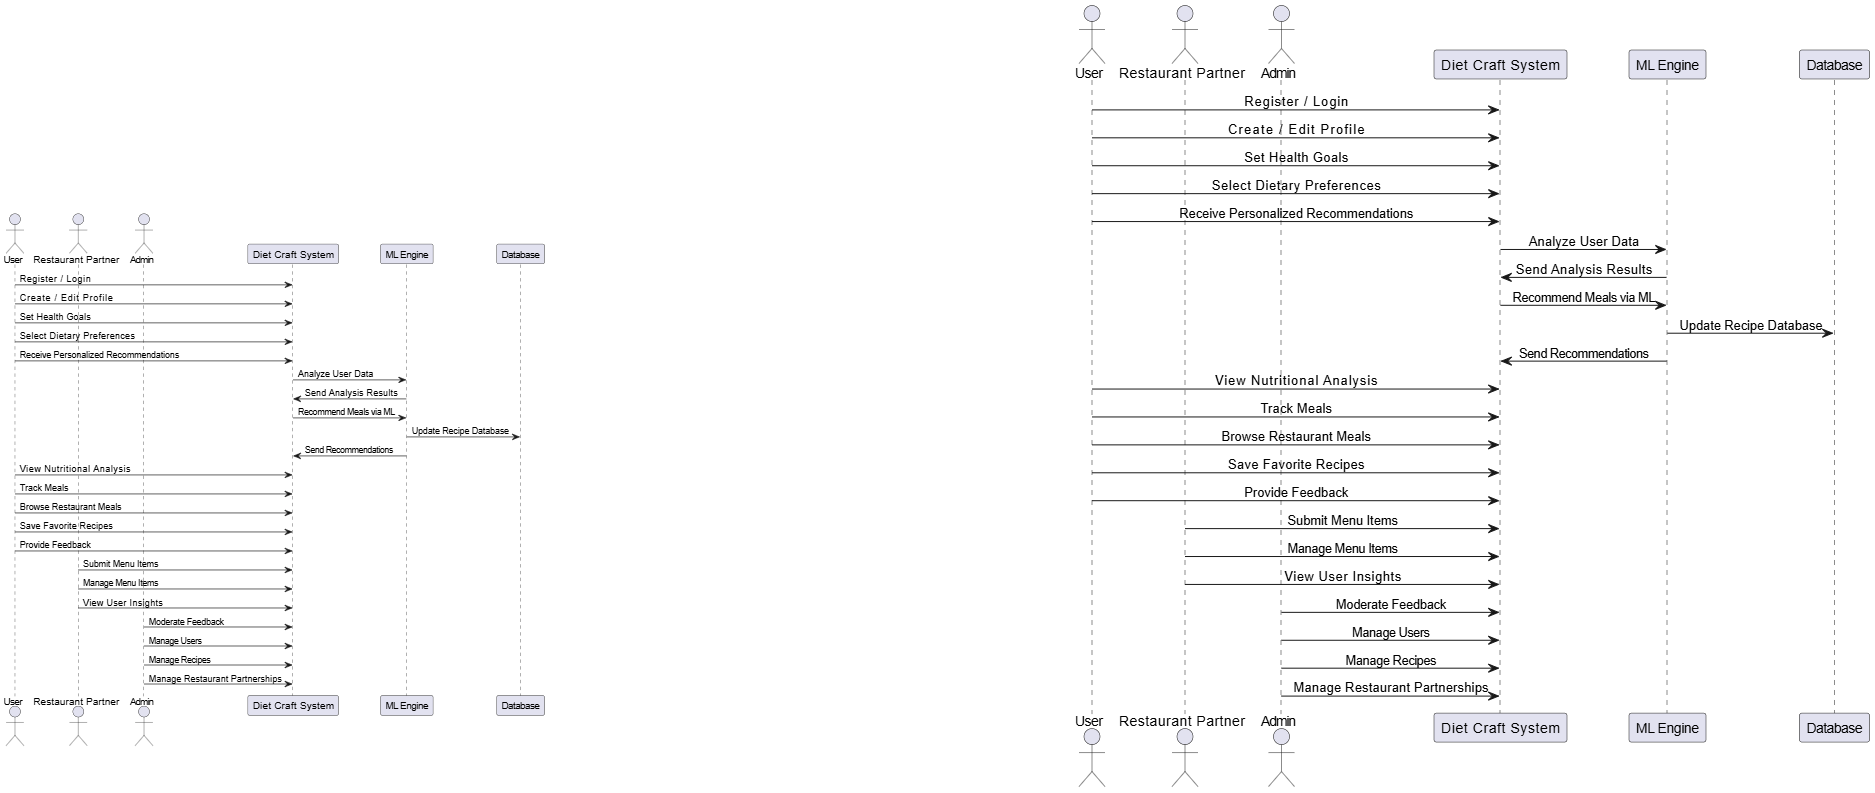 User
Restaurant Partner
Admin
Diet Craft System
ML Engine
Database
Register / Login
Create / Edit Profile
Set Health Goals
Select Dietary Preferences
Receive Personalized Recommendations
Analyze User Data
Send Analysis Results
Recommend Meals via ML
Update Recipe Database
Send Recommendations
View Nutritional Analysis
Track Meals
Browse Restaurant Meals
Save Favorite Recipes
Provide Feedback
Submit Menu Items
Manage Menu Items
View User Insights
Moderate Feedback
Manage Users
Manage Recipes
Manage Restaurant Partnerships
User
Restaurant Partner
Admin
Diet Craft System
ML Engine
Database
User
Restaurant Partner
Admin
Diet Craft System
ML Engine
Database
Register / Login
Create / Edit Profile
Set Health Goals
Select Dietary Preferences
Receive Personalized Recommendations
Analyze User Data
Send Analysis Results
Recommend Meals via ML
Update Recipe Database
Send Recommendations
View Nutritional Analysis
Track Meals
Browse Restaurant Meals
Save Favorite Recipes
Provide Feedback
Submit Menu Items
Manage Menu Items
View User Insights
Moderate Feedback
Manage Users
Manage Recipes
Manage Restaurant Partnerships
User
Restaurant Partner
Admin
Diet Craft System
ML Engine
Database